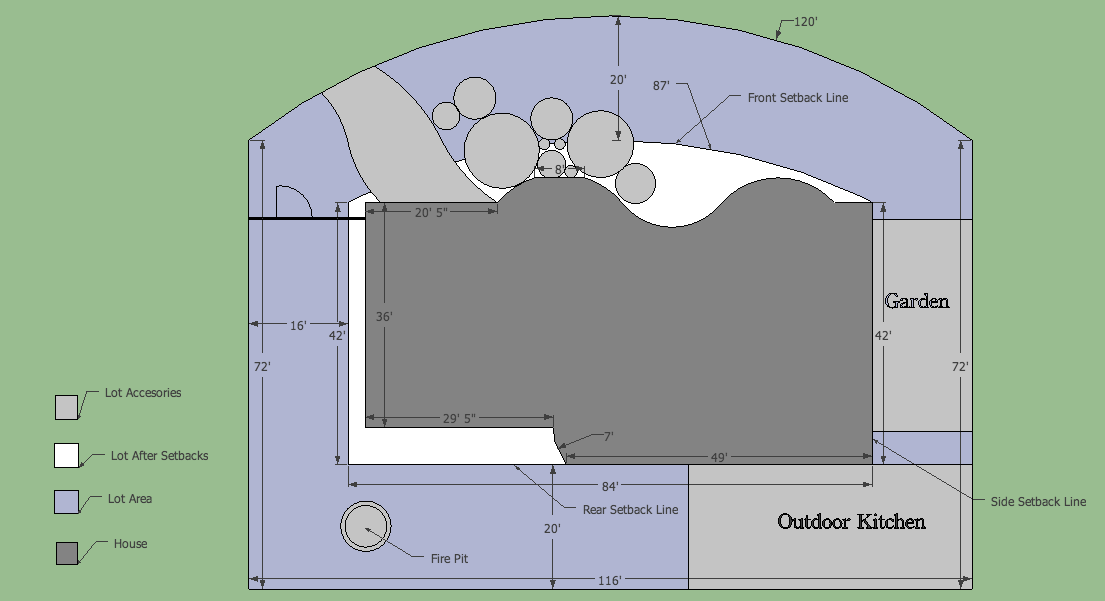 120'
20'
87'
Front Setback Line
8'
20' 5"
Garden
36'
16'
42'
42'
72'
72'
Lot Accesories
29' 5"
7'
Lot After Setbacks
49'
84'
Lot Area
Rear Setback Line
Side Setback Line
20'
Outdoor Kitchen
House
Fire Pit
116'